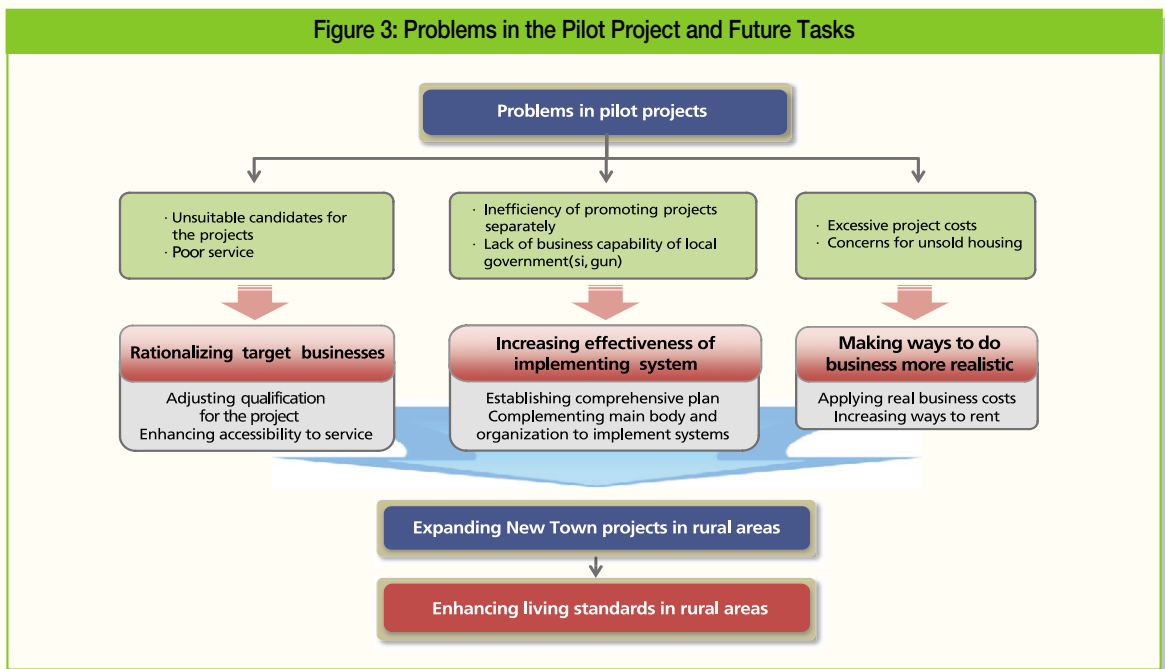 Figure 3: Problems in the Pilot Project and Future Tasks
Problems in pilot projects
· Unsuitable candidates for
the projects
· Poor service
· Inefficiency of promoting projects
separately
· Lack of business capability of local
government(si, gun)
· Excessive project costs
· Concerns for unsold housing
Rationalizing target businesses
Adjusting qualification
for the project
Enhancing accessibility to service
Increasing effectiveness of
implementing system
Establishing comprehensive plan
Complementing main body and
organization to implement systems
Making ways to do
business more realistic
Applying real business costs
Increasing ways to rent
Expanding New Town projects in rural areas
Enhancing living standards in rural areas